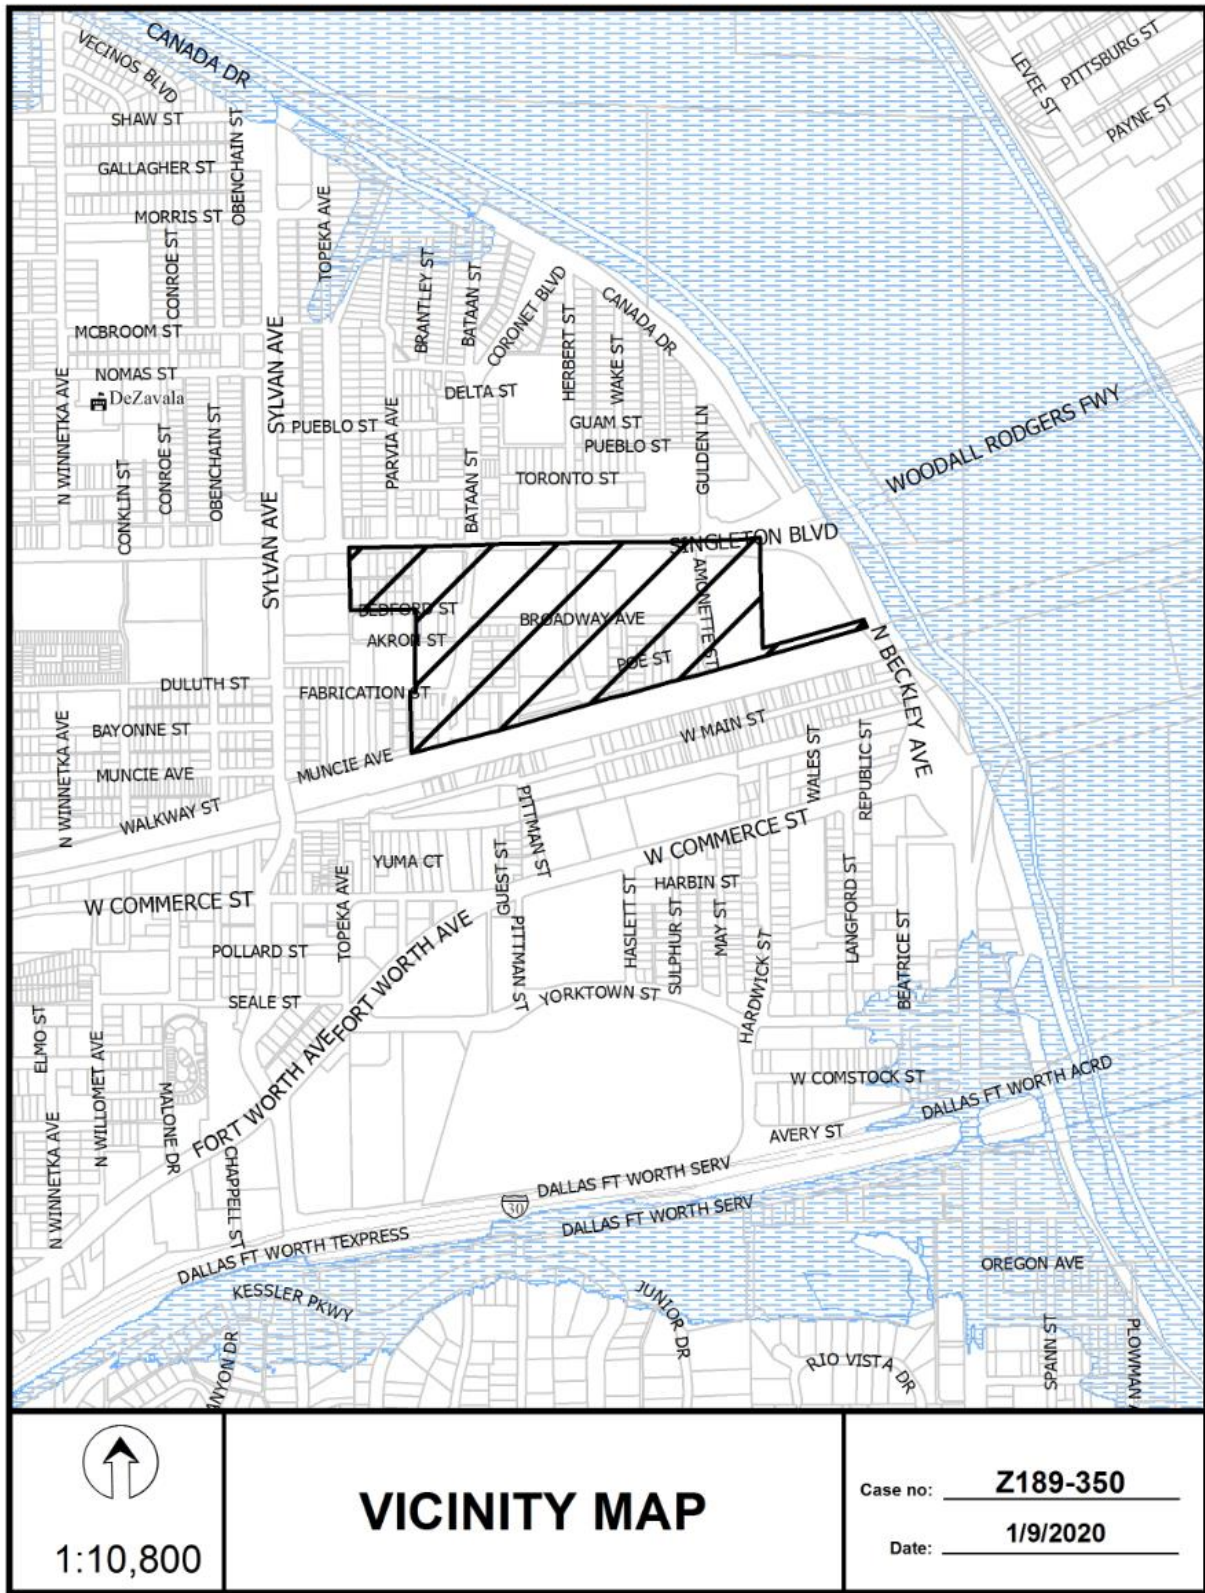 CANADA DR
VECINOS BLVD
LEVEE ST
PITTSBURG ST
PAYNE ST
SHAW ST
OBENCHAIN ST
GALLAGHER ST
MORRIS ST
TOPEKA AVE
CONROE ST
BRANTLEY ST
BATAAN ST
CORONET BLVD
CANADA DR
HERBERT ST
WAKE ST
MCBROOM ST
SYLVAN AVE
NOMAS ST
DeZavala
N WINNETKA AVE
DELTA ST
PUEBLO ST
PARVIA AVE
GUAM ST
PUEBLO ST
GULDEN LN
WOODALL RODGERS FWY
CONKLIN ST
CONROE ST
OBENCHAIN ST
BATAAN ST
TORONTO ST
SYLVAN AVE
SINGLETON BLVD
BEDFORD ST
AKRON ST
BROADWAY AVE
AMONETTE ST
POE ST
N BECKLEY AVE
DULUTH ST
FABRICATION ST
N WINNETKA AVE
BAYONNE ST
MUNCIE AVE
MUNCIE AVE
WALKWAY ST
W MAIN ST
WALES ST
REPUBLIC ST
PITTMAN ST
W COMMERCE ST
YUMA CT
GUEST ST
HARBIN ST
TOPEKA AVE
W COMMERCE ST
HASLETT ST
SULPHUR ST
MAY ST
LANGFORD ST
BEATRICE ST
HARDWICK ST
PITTMAN ST
POLLARD ST
FORT WORTH AVE
SEALE ST
YORKTOWN ST
ELMO ST
N WILLOMET AVE
MALONE DR
FORT WORTH AVE
W COMSTOCK ST
DALLAS FT WORTH ACRD
AVERY ST
N WINNETKA AVE
CHAPPELL ST
DALLAS FT WORTH SERV
30
DALLAS FT WORTH SERV
DALLAS FT WORTH TEXPRESS
OREGON AVE
KESSLER PKWY
JUNIOR DR
RIO VISTA DR
SPANN ST
PLOWMAN A
ANYON DR
1:10,800
VICINITY MAP
Case no: Z189-350
Date: 1/9/2020